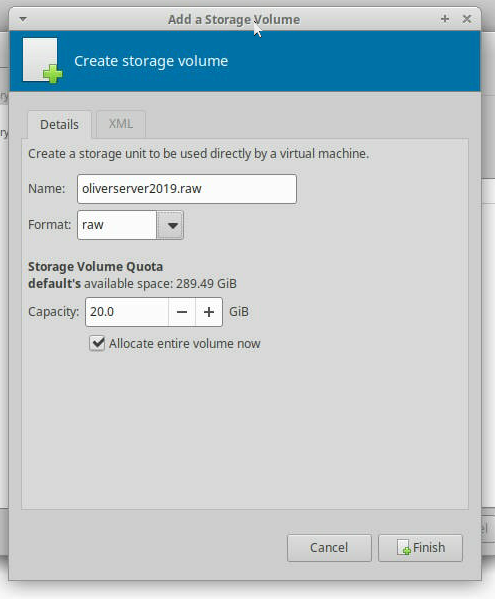 Add a Storage Volume
Create storage volume
Details XML
Create a storage unit to be used directly by a virtual machine.
Name: oliverserver2019.raw
Format: raw
Storage Volume Quota
default's available space: 289.49 GiB
Capacity: 20.0 GiB
Allocate entire volume now
Cancel Finish